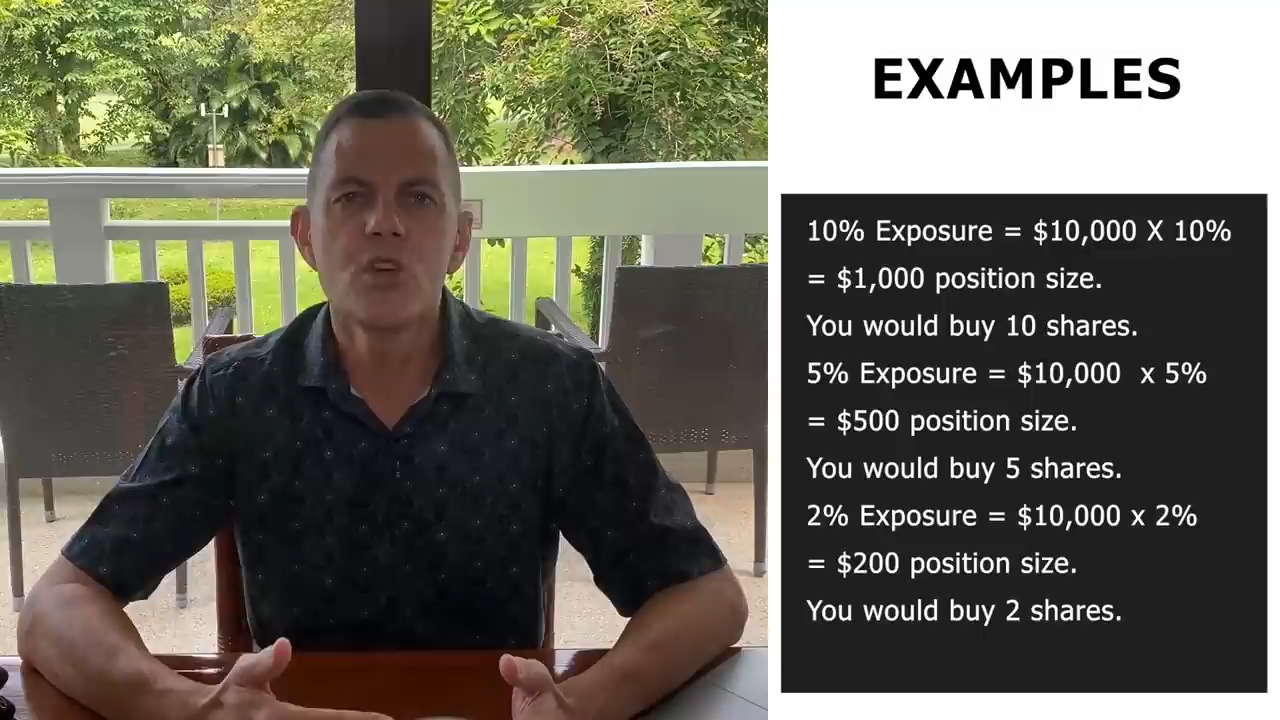 EXAMPLES
10% Exposure = $10,000 X 10%
= $1,000 position size.
You would buy 10 shares.
5% Exposure = $10,000  x 5%
= $500 position size.
You would buy 5 shares.
2% Exposure = $10,000 x 2%
= $200 position size.
You would buy 2 shares.